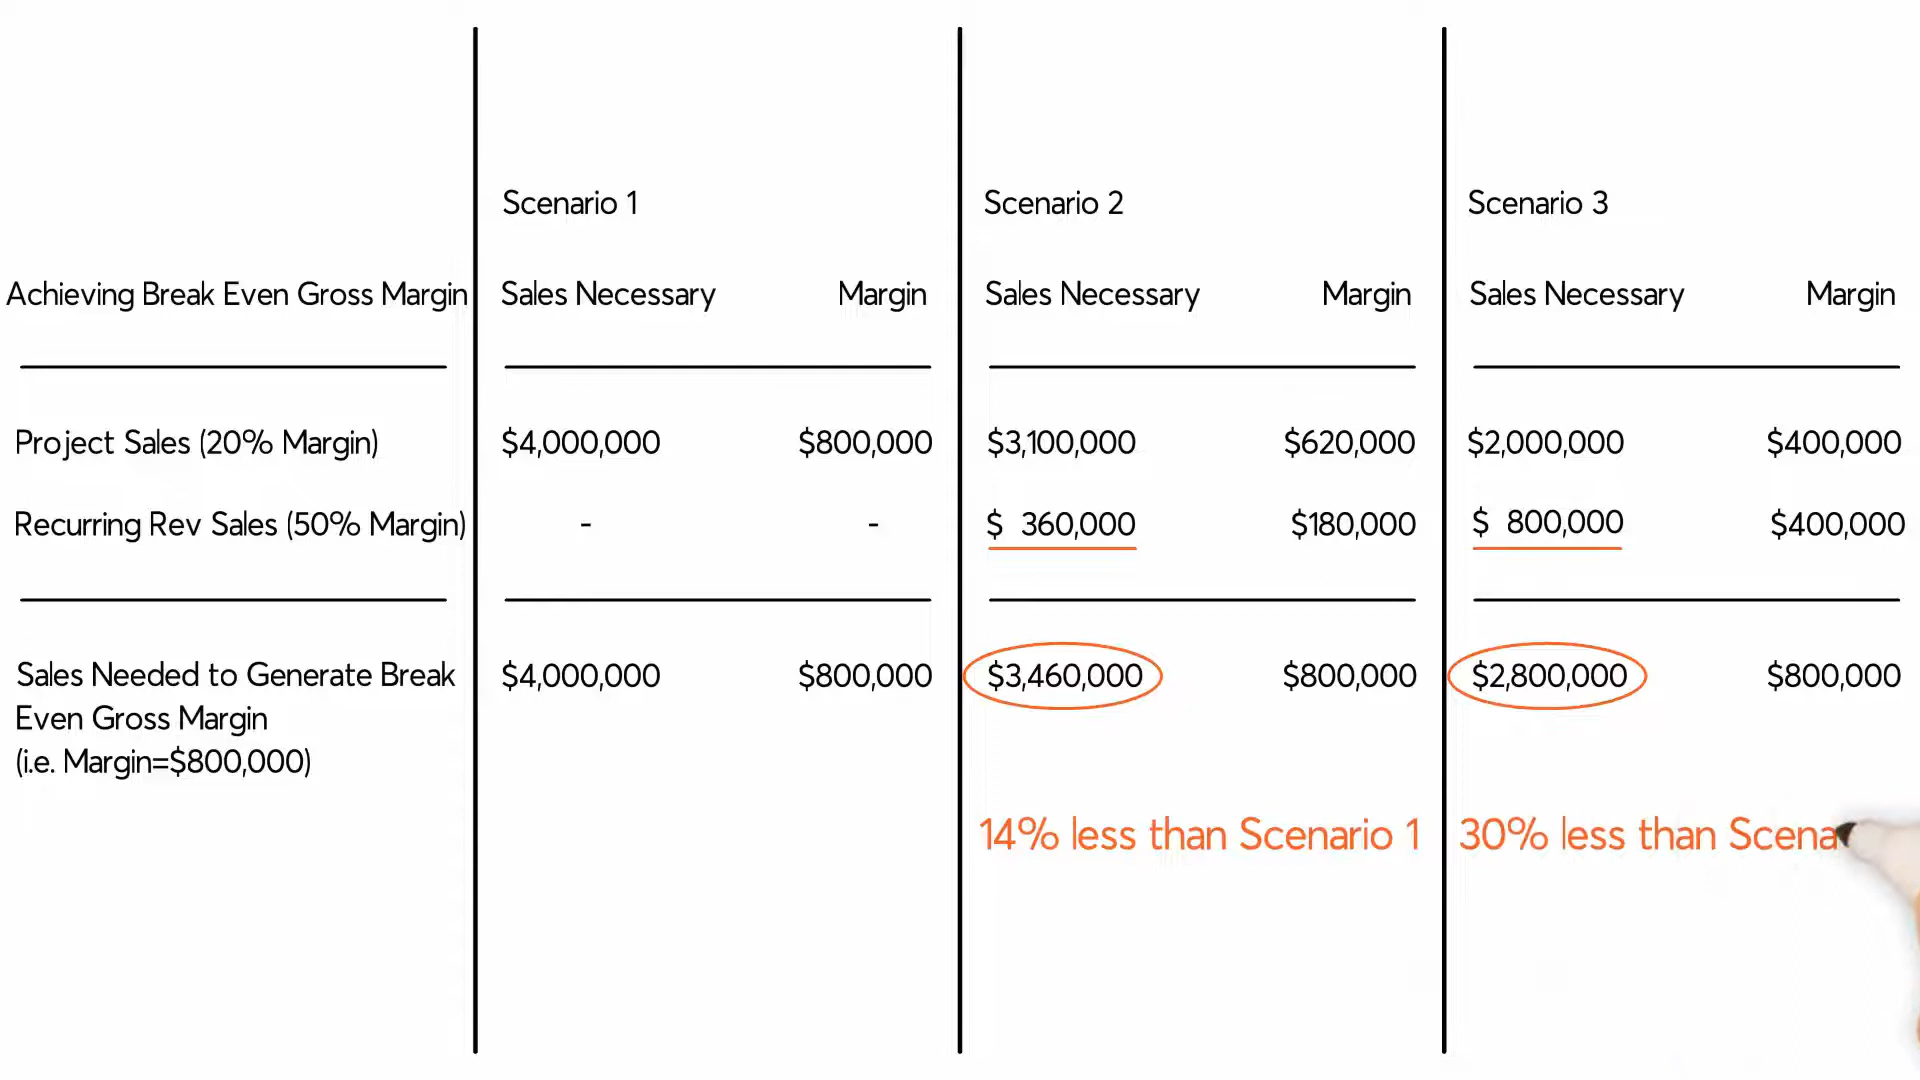 Scenario 1 Scenario 2 Scenario 3
Achieving Break Even Gross Margin Sales Necessary Margin Sales Necessary Margin Sales Necessary Margin
Project Sales (20% Margin) $4,000,000 $800,000 $3,100,000 $620,000 $2,000,000 $400,000
Recurring Rev Sales (50% Margin) - - $ 360,000 $180,000 $ 800,000 $400,000
Sales Needed to Generate Break $4,000,000 $800,000 $3,460,000 $800,000 $2,800,000 $800,000
Even Gross Margin
(i.e. Margin=$800,000)
14% less than Scenario 1 30% less than Scena